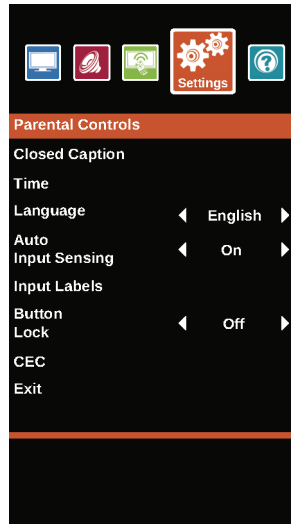 Settings
Parental Controls
Closed Caption
Time
Language English
Auto
Input Sensing On
Input Labels
Button
Lock Off
CEC
Exit